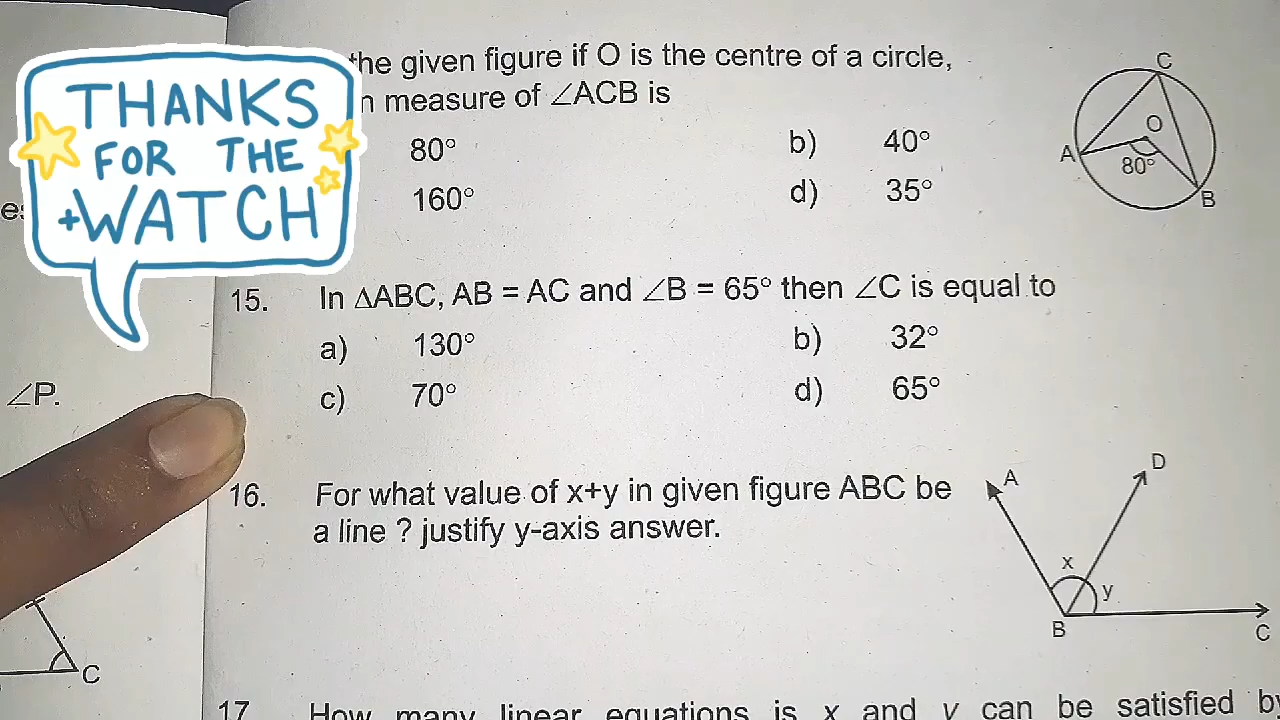 THANKS
FOR THE
+WATCH
the given figure if O is the centre of a circle,
measure of ∠ACB is
80° b) 40°
160° d) 35°
C
O
A
80°
B
15. In ΔABC, AB = AC and ∠B = 65° then ∠C is equal to
a) 130° b) 32°
c) 70° d) 65°
∠P.
16. For what value of x+y in given figure ABC be
a line ? justify y-axis answer.
A
D
x
y
B
C
C
17 How many linear equations is x and y can be satisfied by